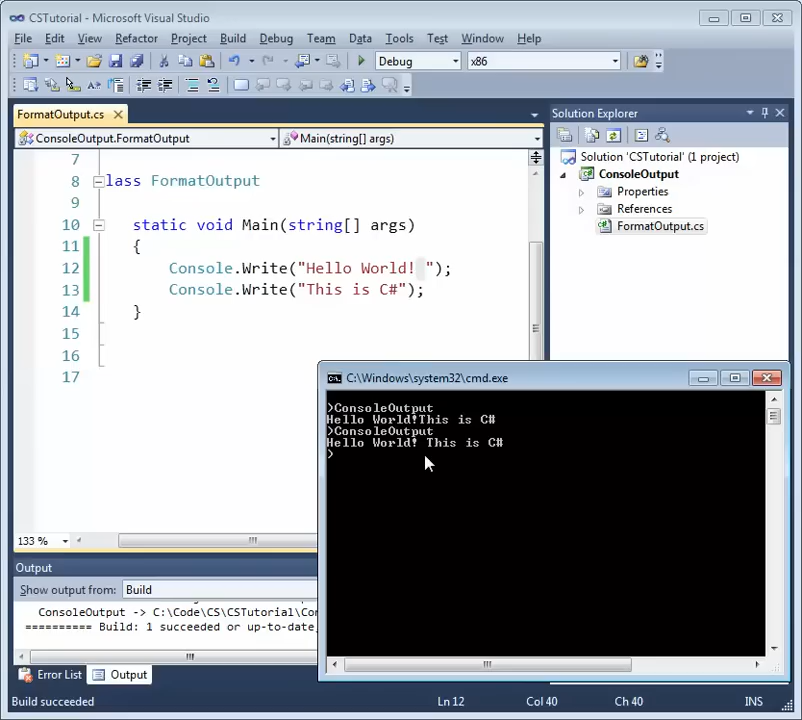 CSTutorial - Microsoft Visual Studio
File Edit View Refactor Project Build Debug Team Data Tools Test Window Help
Debug x86
FormatOutput.cs
ConsoleOutput.FormatOutput Main(string[] args)
7
8 lass FormatOutput
9
10 static void Main(string[] args)
11 {
12 Console.Write("Hello World! ");
13 Console.Write("This is C#");
14 }
15
16
17
133 %
Solution Explorer
Solution 'CSTutorial' (1 project)
ConsoleOutput
Properties
References
FormatOutput.cs
C:\Windows\system32\cmd.exe
>ConsoleOutput
Hello World!This is C#
>ConsoleOutput
Hello World! This is C#
>
Output
Show output from: Build
ConsoleOutput -> C:\Code\CS\CSTutorial\Con
========== Build: 1 succeeded or up-to-date,
Error List Output
Build succeeded Ln 12 Col 40 Ch 40 INS